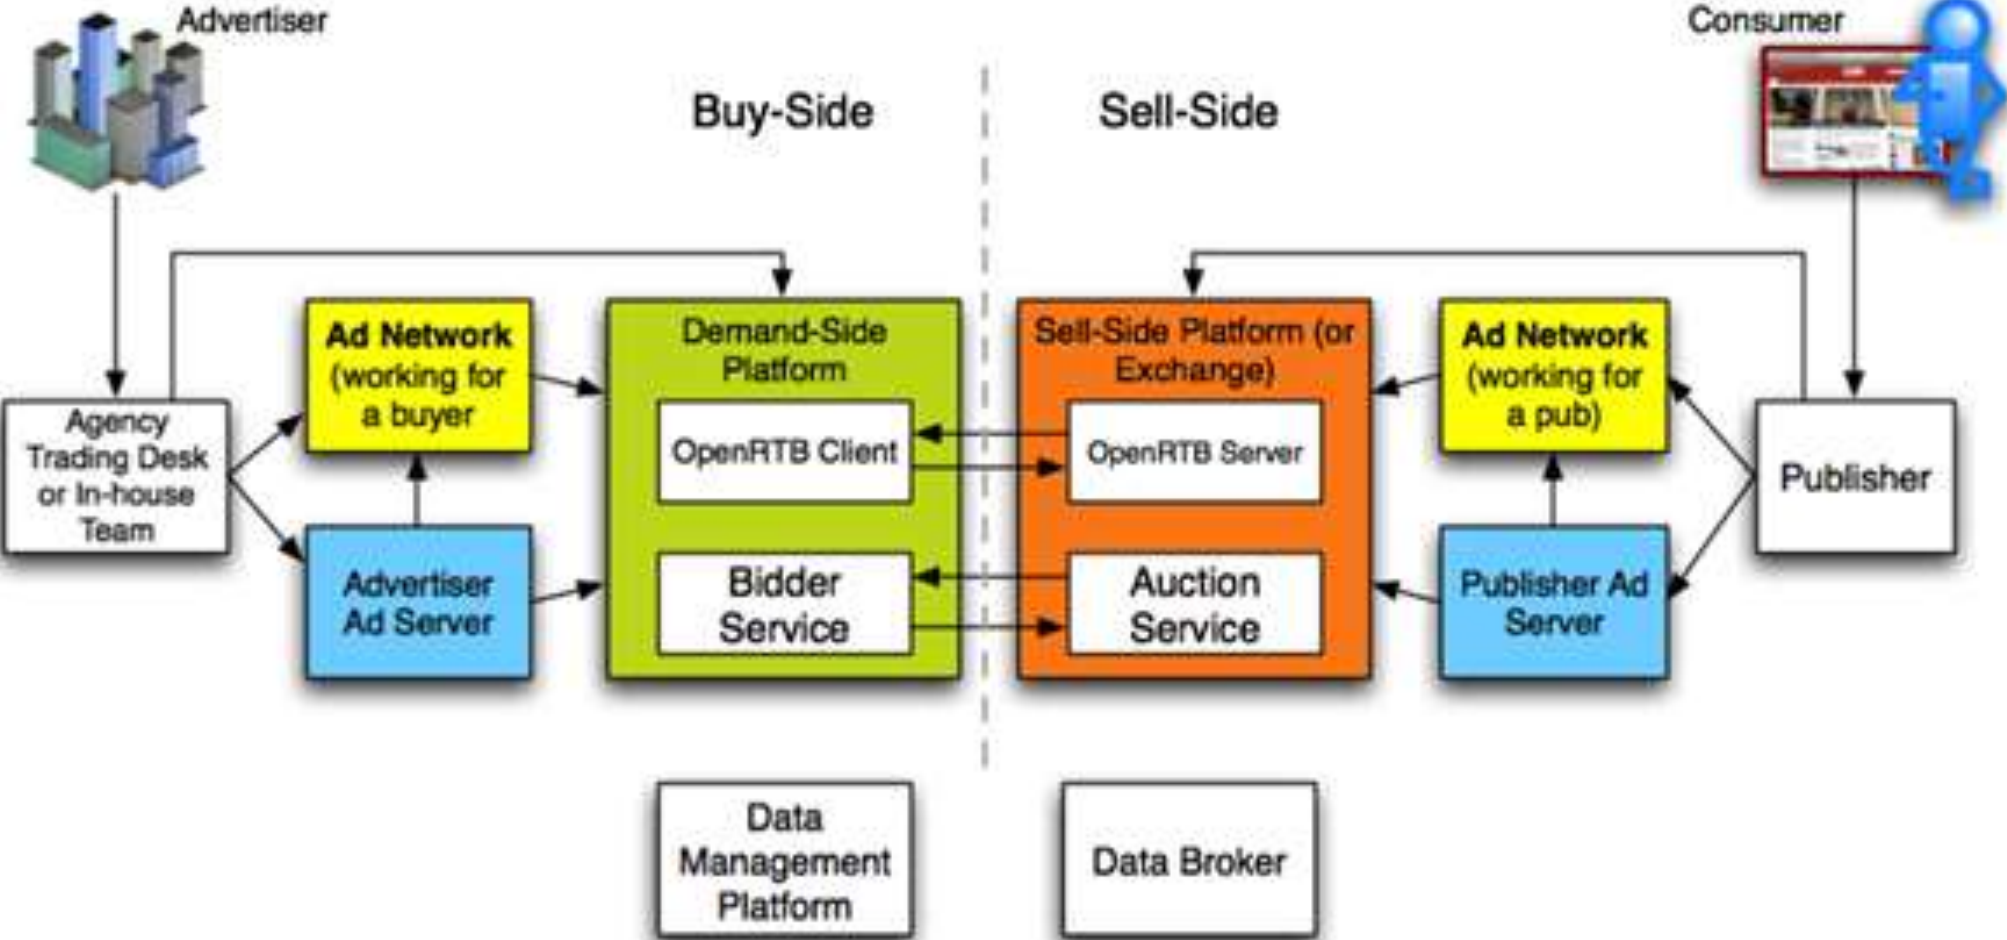 Advertiser
Consumer
Buy-Side
Sell-Side
Agency
Trading Desk
or In-house
Team
Ad Network
(working for
a buyer
Advertiser
Ad Server
Demand-Side
Platform
OpenRTB Client
Bidder
Service
Sell-Side Platform (or
Exchange)
OpenRTB Server
Auction
Service
Ad Network
(working for
a pub)
Publisher Ad
Server
Publisher
Data
Management
Platform
Data Broker